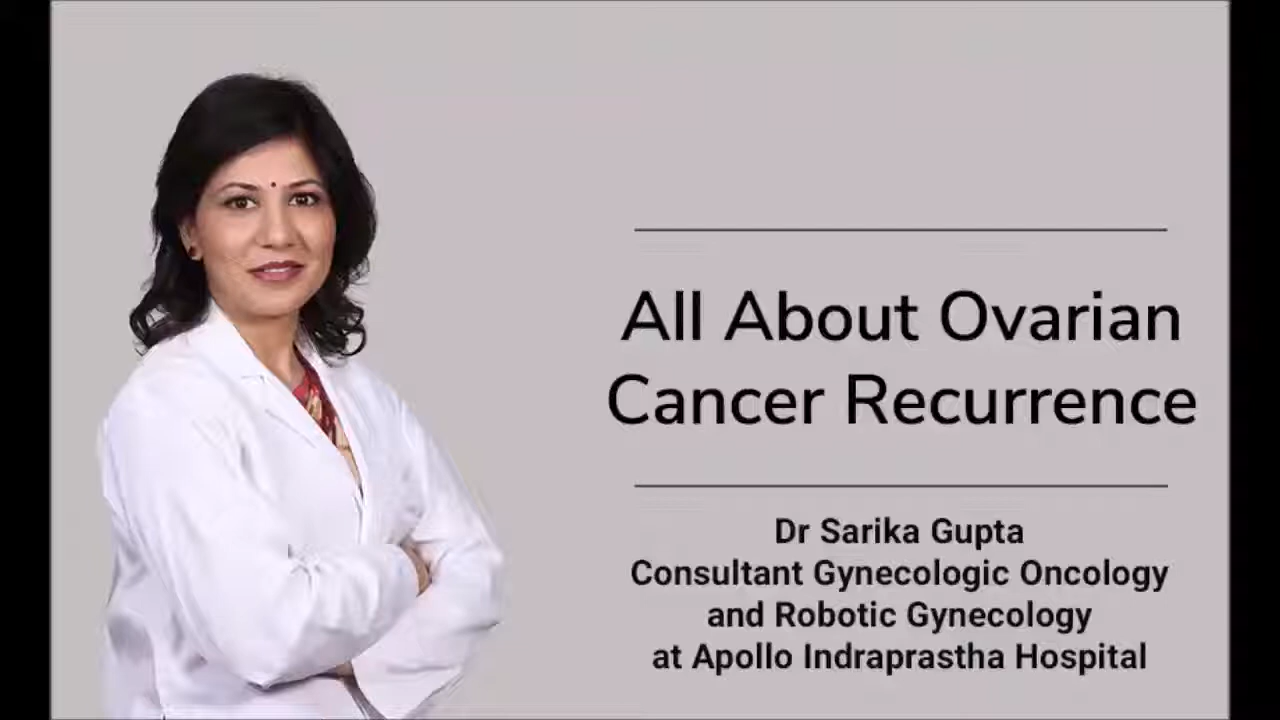 All About Ovarian
Cancer Recurrence
Dr Sarika Gupta
Consultant Gynecologic Oncology
and Robotic Gynecology
at Apollo Indraprastha Hospital